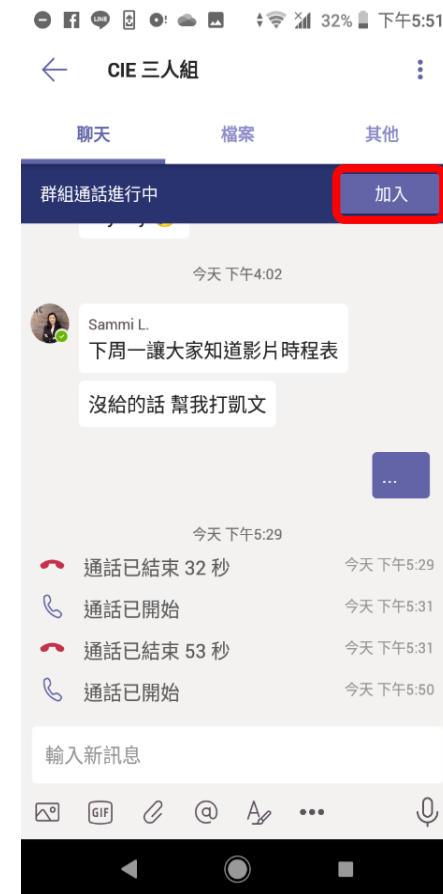 32% 下午5:51
CIE 三人組
聊天 檔案 其他
群組通話進行中 加入
今天 下午4:02
Sammi L.
下周一讓大家知道影片時程表
沒給的話 幫我打凱文
...
今天 下午5:29
通話已結束 32 秒 今天 下午5:29
通話已開始 今天 下午5:31
通話已結束 53 秒 今天 下午5:31
通話已開始 今天 下午5:50
輸入新訊息
GIF